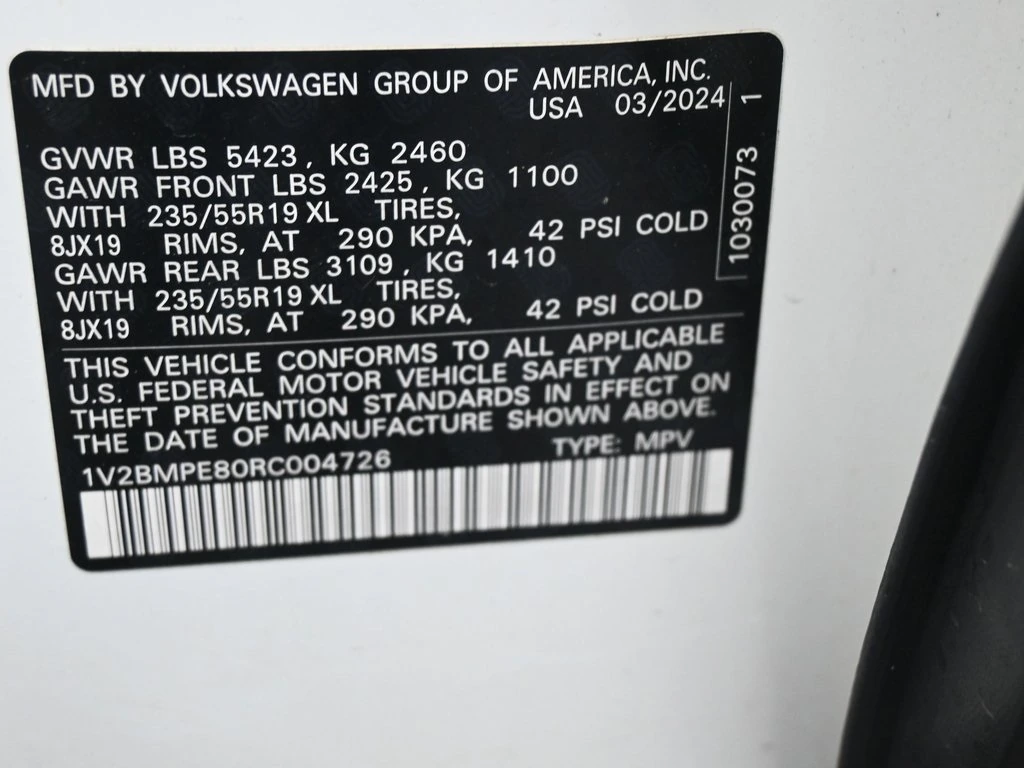 MFD BY VOLKSWAGEN GROUP OF AMERICA, INC.
USA 03/2024
GVWR LBS 5423, KG 2460
GAWR FRONT LBS 2425, KG 1100
WITH 235/55R19 XL TIRES,
8JX19 RIMS, AT 290 KPA, 42 PSI COLD
GAWR REAR LBS 3109, KG 1410
WITH 235/55R19 XL TIRES,
8JX19 RIMS, AT 290 KPA, 42 PSI COLD
1030073 1
THIS VEHICLE CONFORMS TO ALL APPLICABLE
U.S. FEDERAL MOTOR VEHICLE SAFETY AND
THEFT PREVENTION STANDARDS IN EFFECT ON
THE DATE OF MANUFACTURE SHOWN ABOVE.
1V2BMPE80RC004726 TYPE: MPV